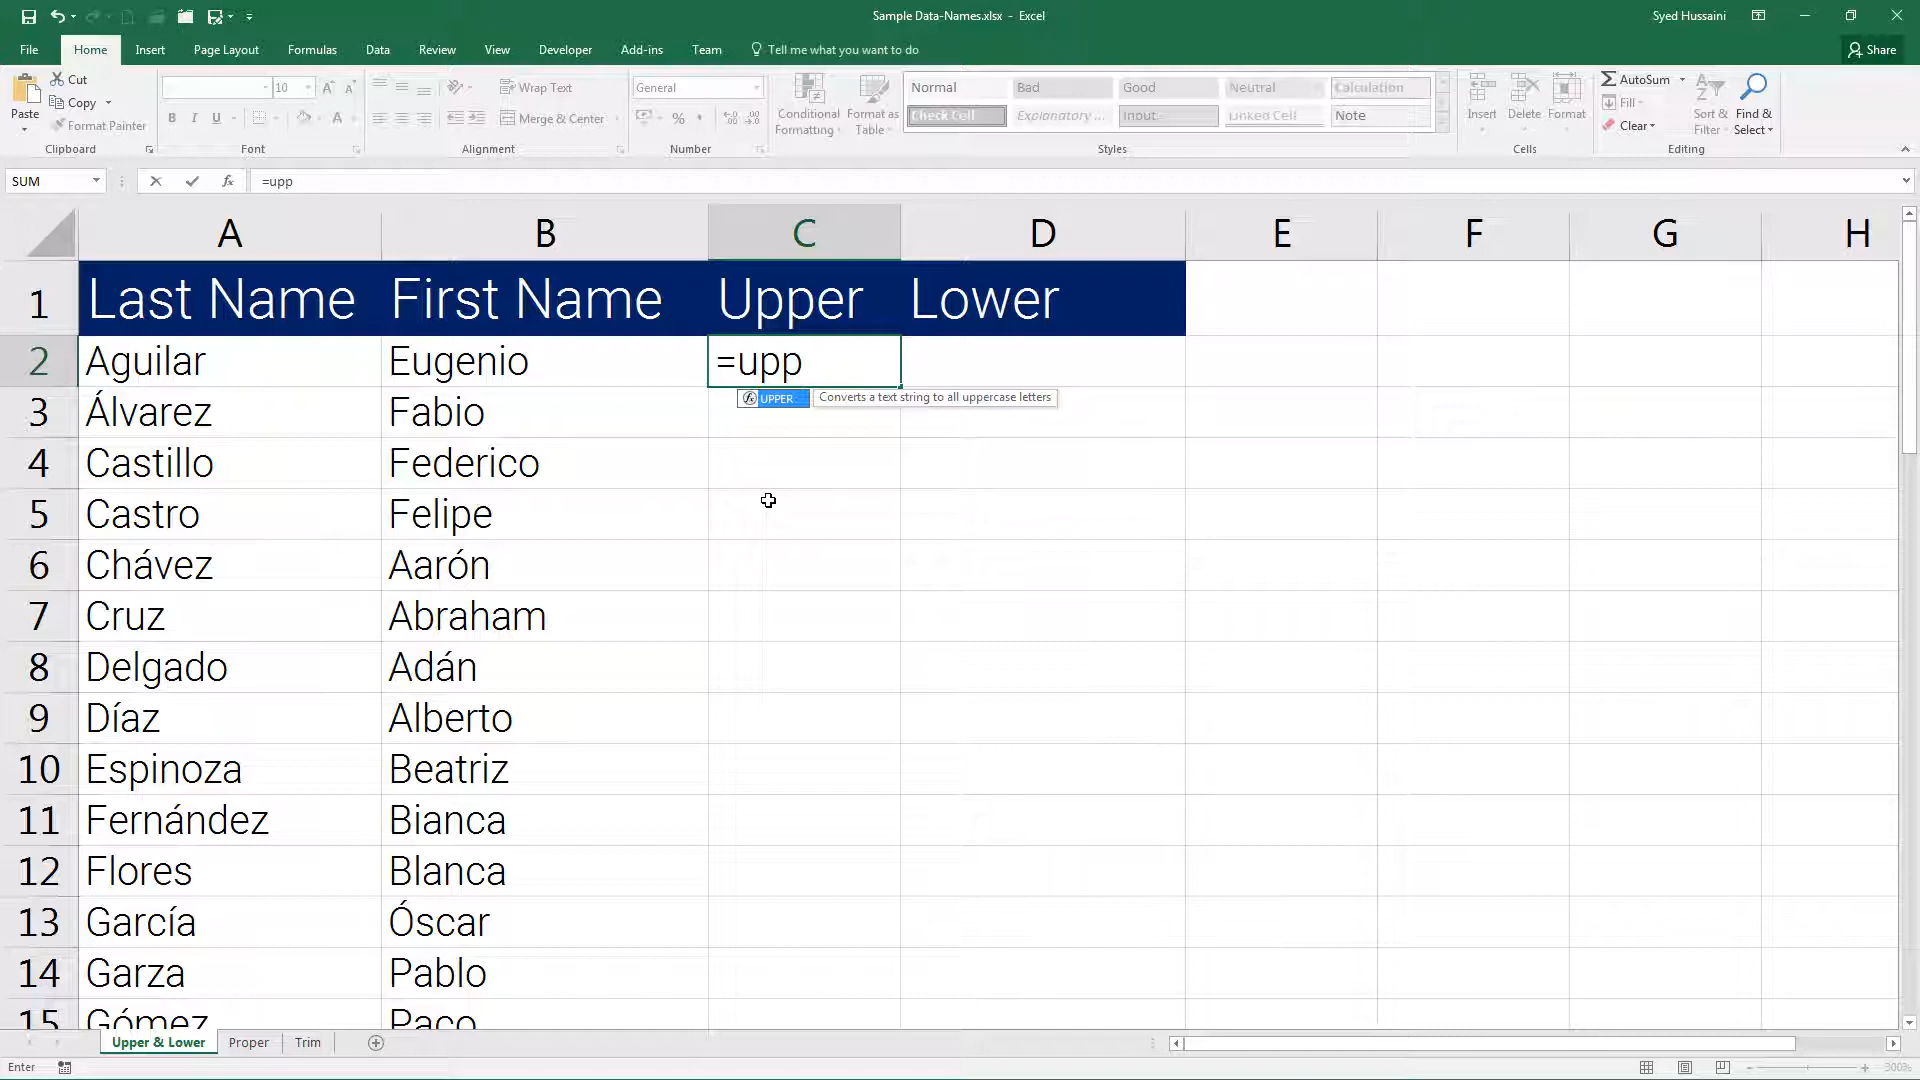 Sample Data-Names.xlsx - Excel
Syed Hussaini
File Home Insert Page Layout Formulas Data Review View Developer Add-ins Team Tell me what you want to do
Share
Paste
Cut
Copy
Format Painter
Clipboard
10
A A
B I U
A
Font
Wrap Text
Merge & Center
Alignment
General
%
Number
Conditional Formatting
Format as Table
Normal Bad Good Neutral Calculation
Check Cell Explanatory ... Input Linked Cell Note
Styles
Insert Delete Format
Cells
AutoSum
Fill
Clear
Sort & Filter
Find & Select
Editing
SUM
fx
=upp
A B C D E F G H
1 Last Name First Name Upper Lower
2 Aguilar Eugenio =upp
UPPER Converts a text string to all uppercase letters
3 Álvarez Fabio
4 Castillo Federico
5 Castro Felipe
6 Chávez Aarón
7 Cruz Abraham
8 Delgado Adán
9 Díaz Alberto
10 Espinoza Beatriz
11 Fernández Bianca
12 Flores Blanca
13 García Óscar
14 Garza Pablo
15 Gómez Paco
Upper & Lower Proper Trim
Enter
300%